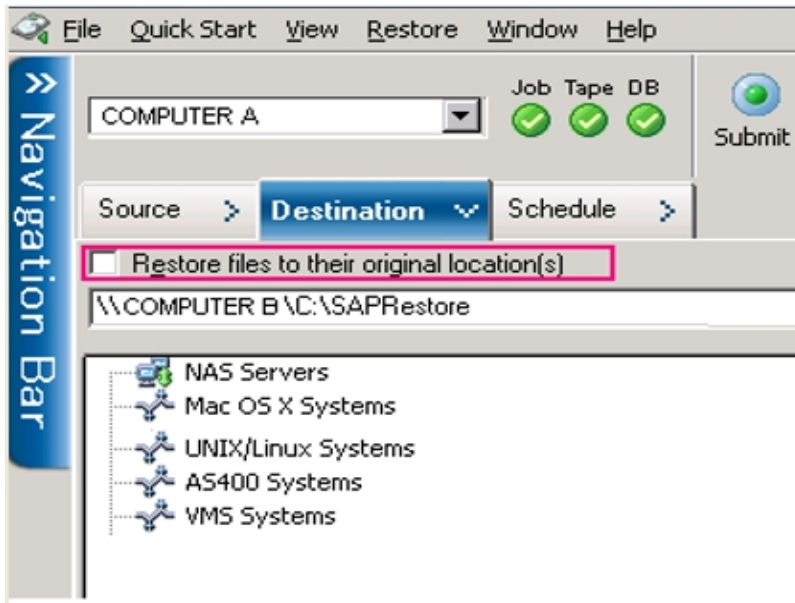 File Quick Start View Restore Window Help
Navigation Bar
COMPUTER A
Job Tape DB
Submit
Source
Destination
Schedule
Restore files to their original location(s)
\\COMPUTER B\C:\SAPRestore
NAS Servers
Mac OS X Systems
UNIX/Linux Systems
AS400 Systems
VMS Systems